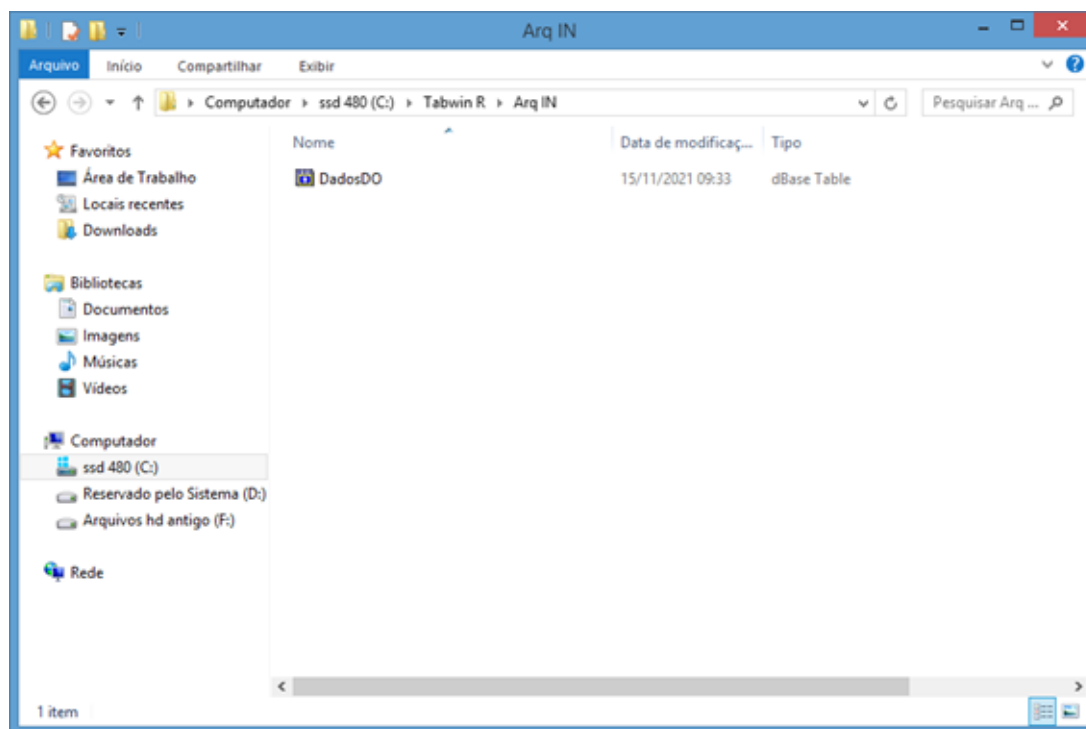 Arq IN
Arquivo Início Compartilhar Exibir
Computador ssd 480 (C:) Tabwin R Arq IN Pesquisar Arq ...
Nome Data de modificaç... Tipo
DadosDO 15/11/2021 09:33 dBase Table
Favoritos
Área de Trabalho
Locais recentes
Downloads
Bibliotecas
Documentos
Imagens
Músicas
Vídeos
Computador
ssd 480 (C:)
Reservado pelo Sistema (D:)
Arquivos hd antigo (F:)
Rede
1 item